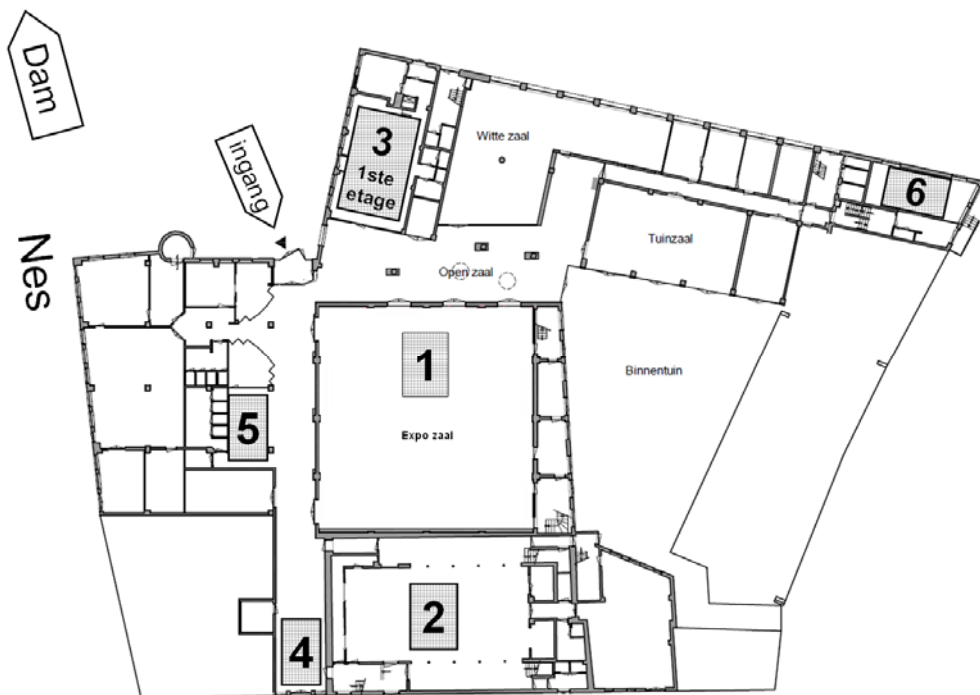 Dam
ingang
Nes
3
1ste
etage
Witte zaal
6
Tuinzaal
Open zaal
1
Expo zaal
Binnentuin
5
2
4